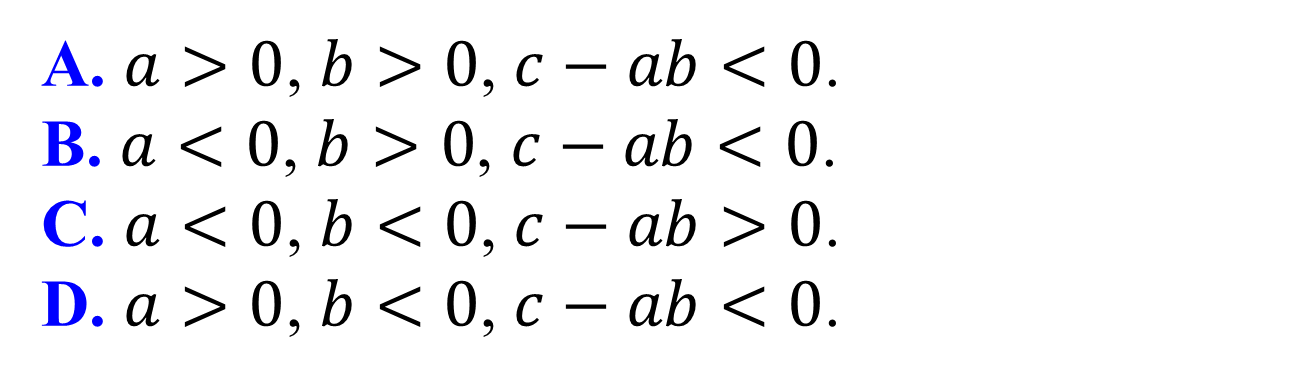 A. a > 0, b > 0, c − ab < 0.
B. a < 0, b > 0, c − ab < 0.
C. a < 0, b < 0, c − ab > 0.
D. a > 0, b < 0, c − ab < 0.